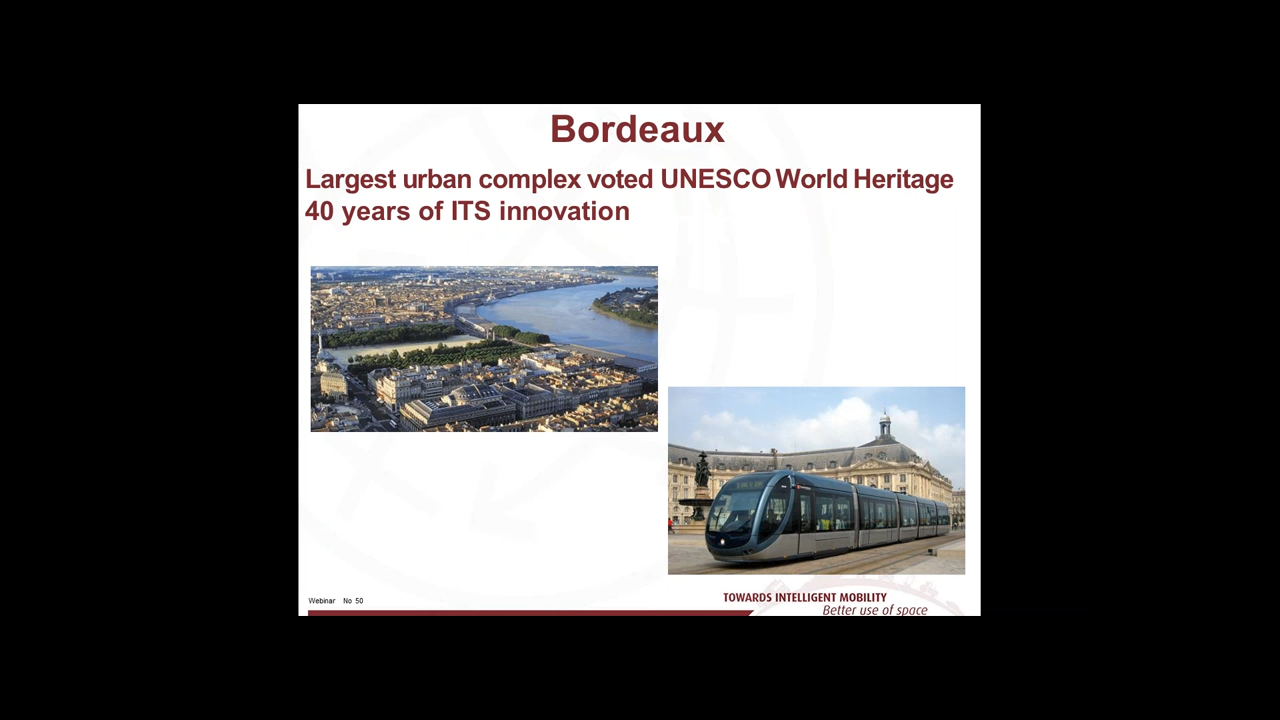 Bordeaux
Largest urban complex voted UNESCO World Heritage
40 years of ITS innovation
Webinar No 50
TOWARDS INTELLIGENT MOBILITY
Better use of space